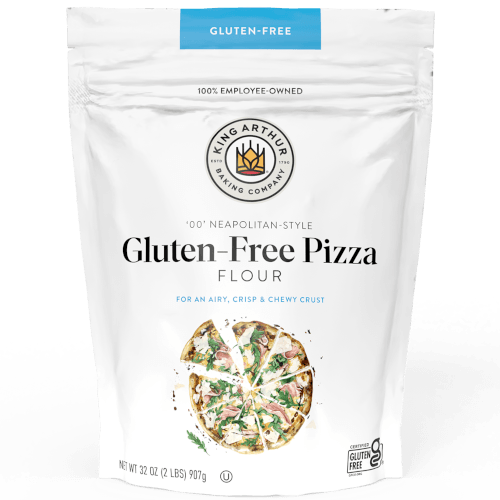 GLUTEN-FREE
100% EMPLOYEE-OWNED
KING ARTHUR
ESTD 1790
BAKING COMPANY
'00' NEAPOLITAN-STYLE
Gluten-Free Pizza
FLOUR
FOR AN AIRY, CRISP & CHEWY CRUST
CERTIFIED
GLUTEN
FREE
NET WT 32 OZ (2 LBS) 907g
U